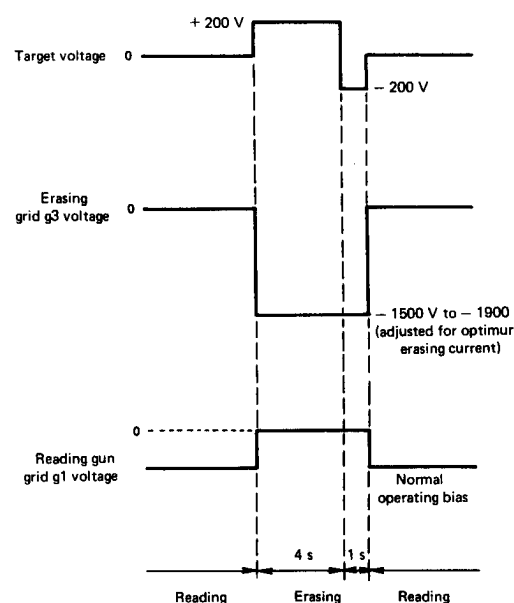 + 200 V
Target voltage 0
− 200 V
Erasing
grid g3 voltage
0
− 1500 V to − 1900
(adjusted for optimur
erasing current)
0
Reading gun
grid g1 voltage
Normal
operating bias
4 s
1 s
Reading
Erasing
Reading